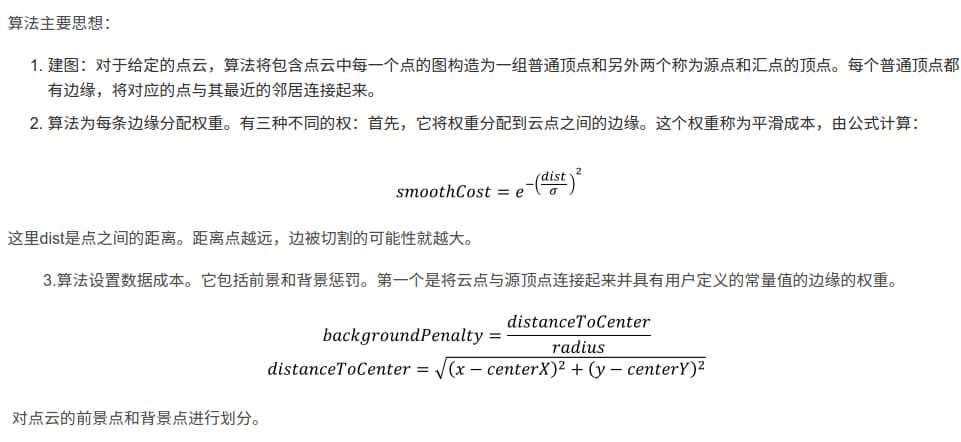 算法主要思想：
1. 建图：对于给定的点云，算法将包含点云中每一个点的图构造为一组普通顶点和另外两个称为源点和汇点的顶点。每个普通顶点都
有边缘，将对应的点与其最近的邻居连接起来。
2. 算法为每条边缘分配权重。有三种不同的权：首先，它将权重分配到云点之间的边缘。这个权重称为平滑成本，由公式计算：
smoothCost = e^{-(\frac{dist}{σ})^2}
这里dist是点之间的距离。距离点越远，边被切割的可能性就越大。
3.算法设置数据成本。它包括前景和背景惩罚。第一个是将云点与源顶点连接起来并具有用户定义的常量值的边缘的权重。
backgroundPenalty = \frac{distanceToCenter}{radius}
distanceToCenter = \sqrt{(x − centerX)^2 + (y − centerY)^2}
对点云的前景点和背景点进行划分。